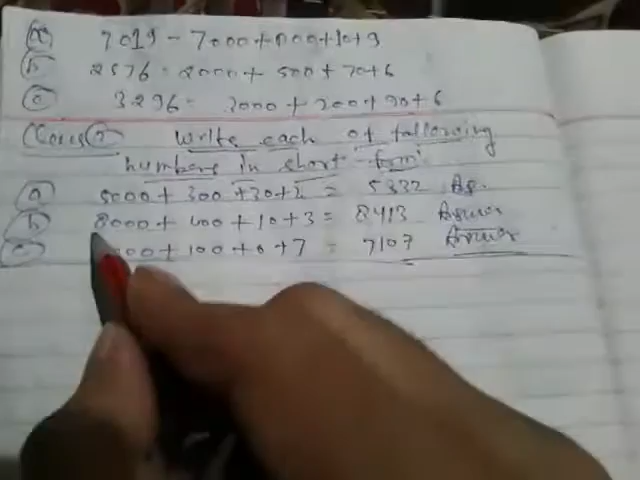 (a) 7019 - 7000+000+10+9
(b) 2576 = 2000+ 500 + 70+6
(c) 3296= 3000 + 200+ 90+6
Write each of following
numbers in short form
(a) 5000 + 300 +30+2 = 5332 As.
(b) 8000+ 400 + 10+3= 8413 Answer
000+ 100 +0+7 = 7107 Answer